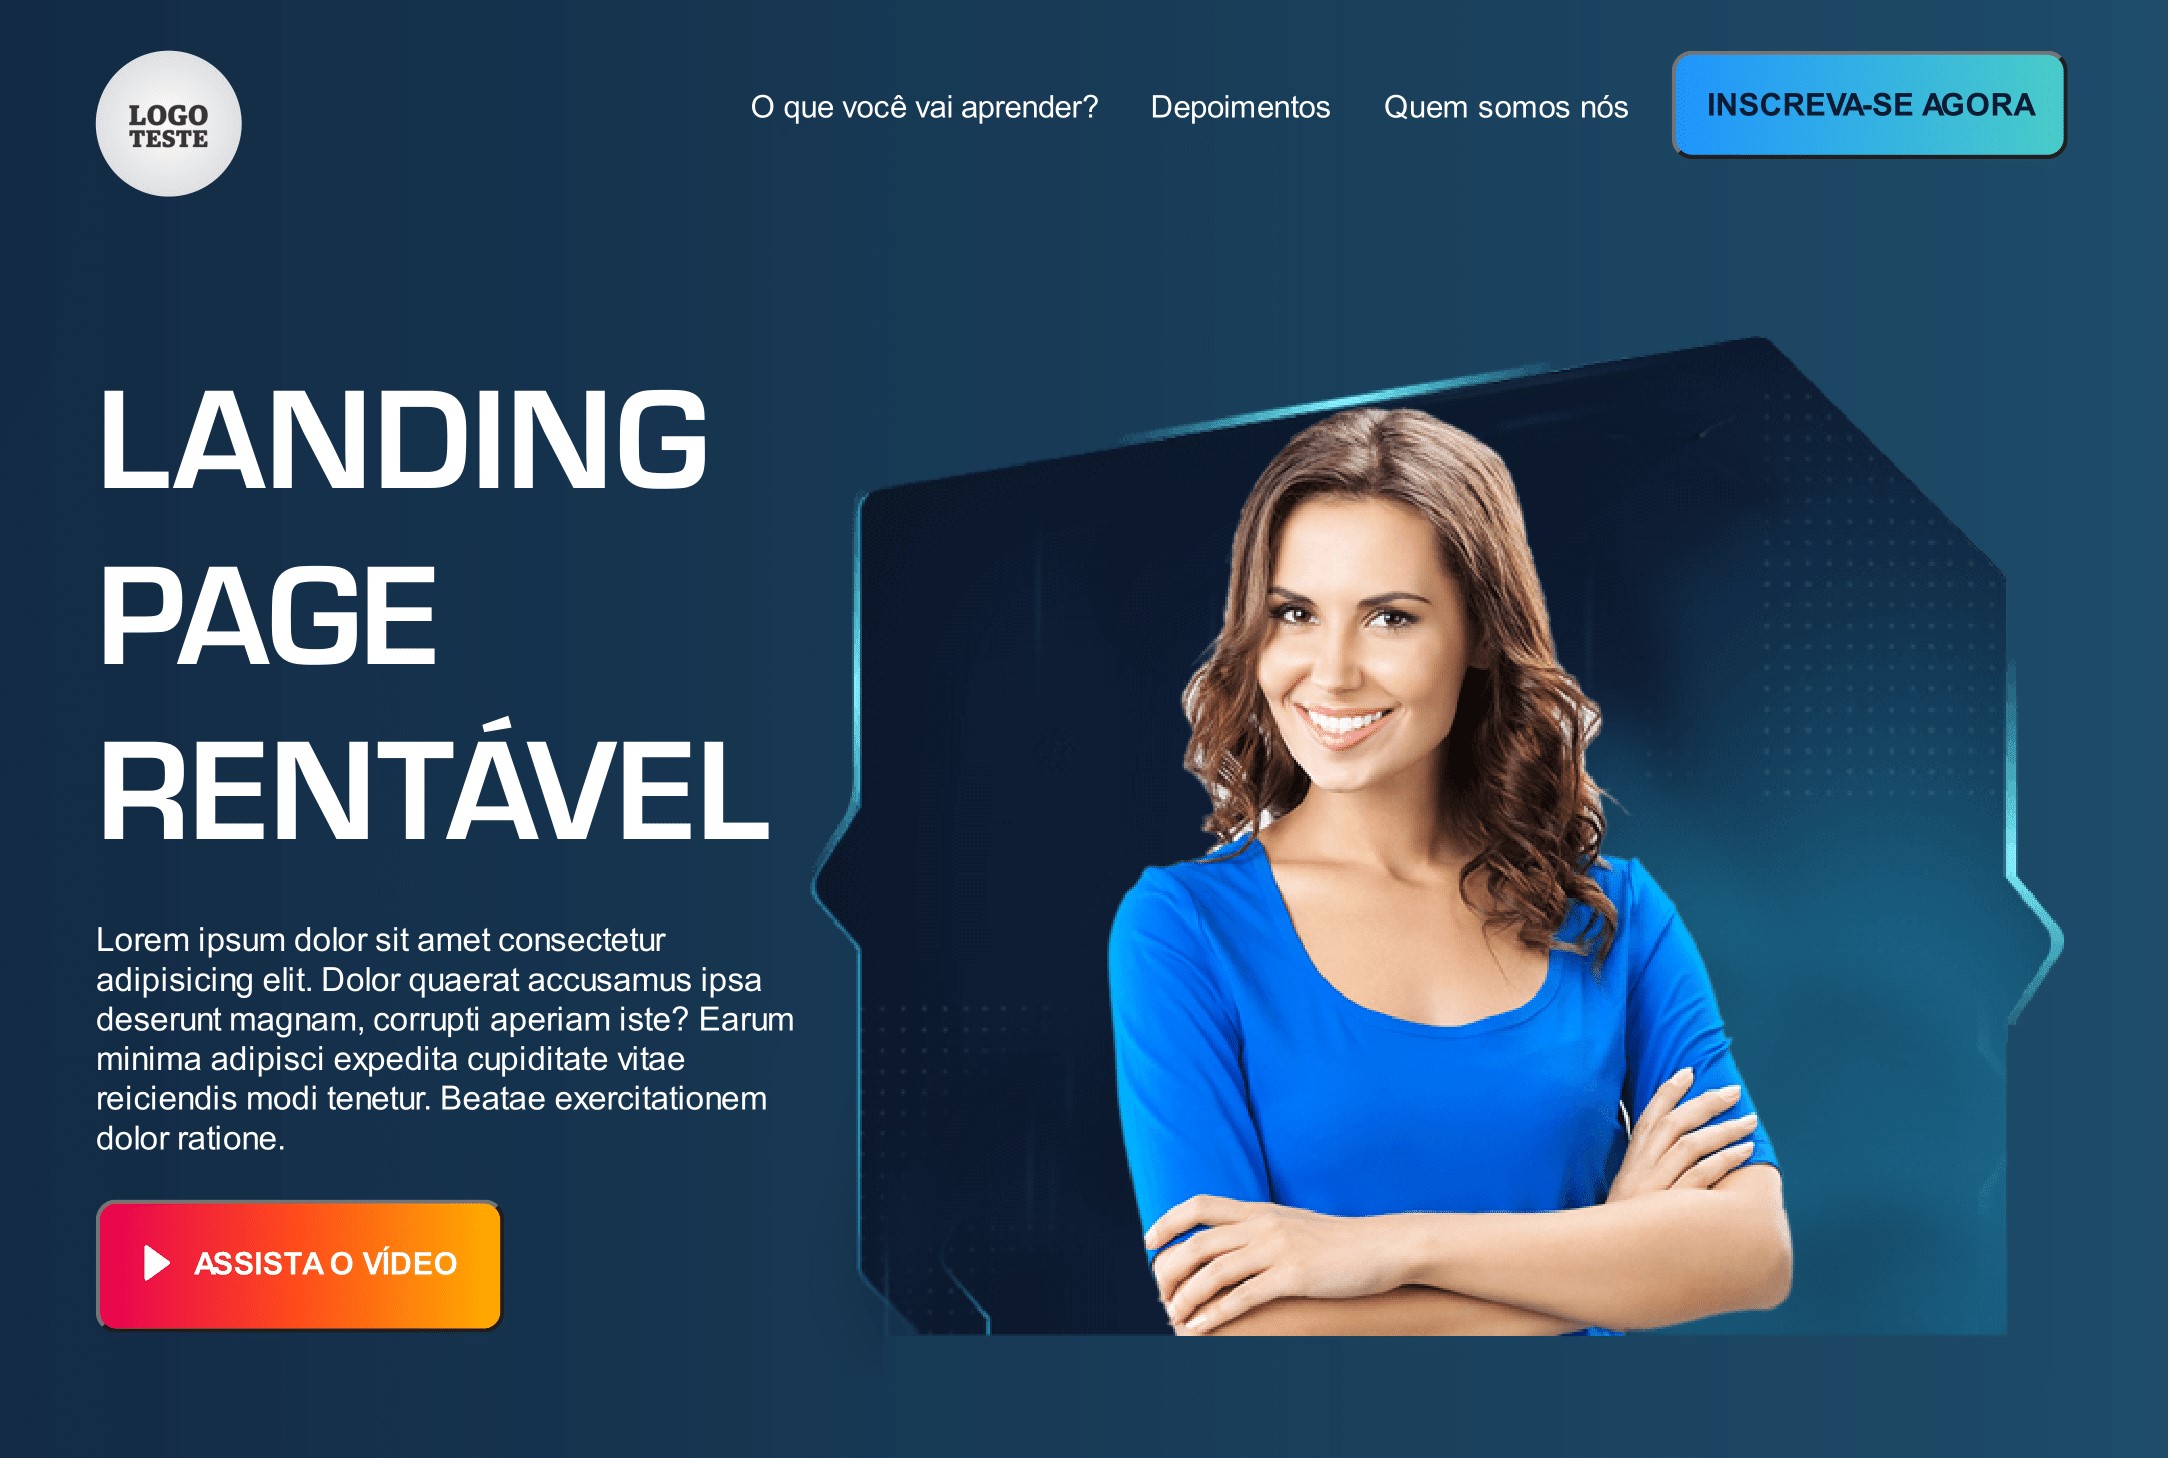 LOGO
TESTE
O que você vai aprender?
Depoimentos
Quem somos nós
INSCREVA-SE AGORA
LANDING
PAGE
RENTÁVEL
Lorem ipsum dolor sit amet consectetur
adipisicing elit. Dolor quaerat accusamus ipsa
deserunt magnam, corrupti aperiam iste? Earum
minima adipisci expedita cupiditate vitae
reiciendis modi tenetur. Beatae exercitationem
dolor ratione.
ASSISTA O VÍDEO